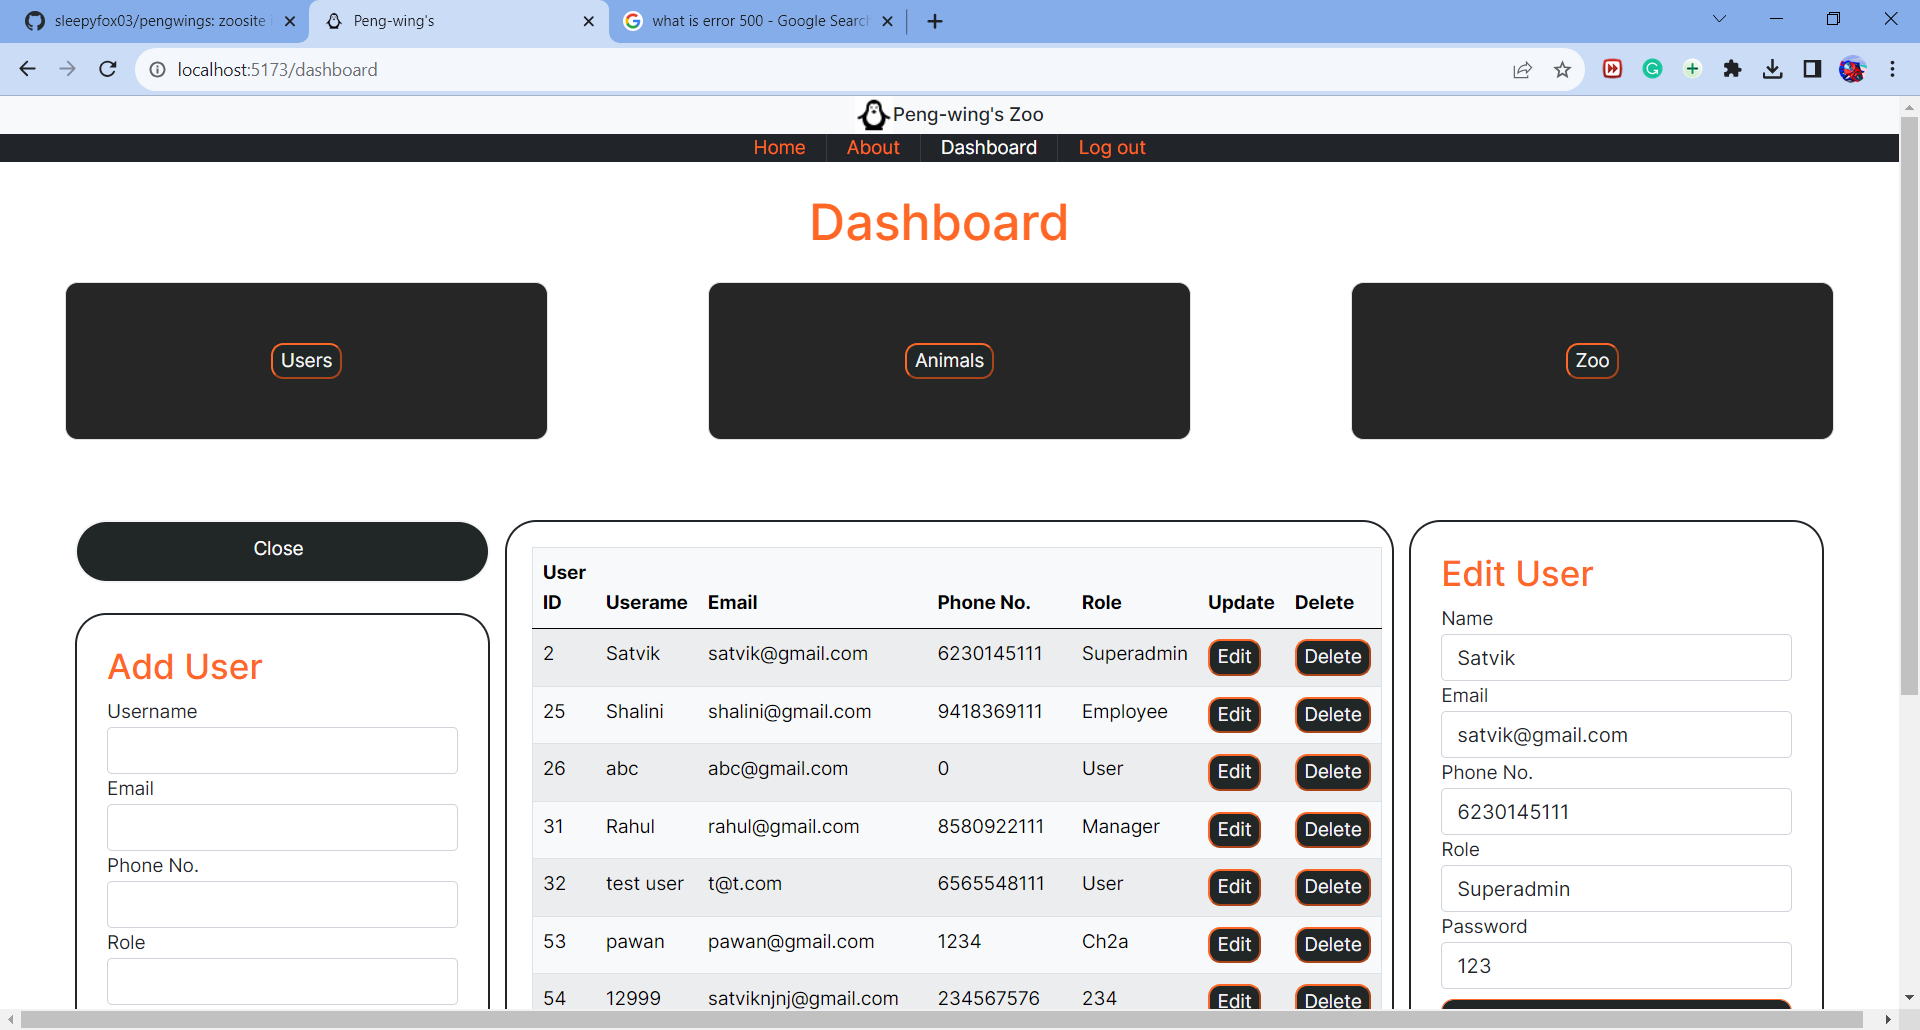 sleepyfox03/pengwings: zoosite
Peng-wing's
what is error 500 - Google Search
localhost:5173/dashboard
Peng-wing's Zoo
Home About Dashboard Log out
Dashboard
Users Animals Zoo
Close
Add User
Username
Email
Phone No.
Role
User ID Userame Email Phone No. Role Update Delete
2 Satvik satvik@gmail.com 6230145111 Superadmin Edit Delete
25 Shalini shalini@gmail.com 9418369111 Employee Edit Delete
26 abc abc@gmail.com 0 User Edit Delete
31 Rahul rahul@gmail.com 8580922111 Manager Edit Delete
32 test user t@t.com 6565548111 User Edit Delete
53 pawan pawan@gmail.com 1234 Ch2a Edit Delete
54 12999 satviknjnj@gmail.com 234567576 234 Edit Delete
Edit User
Name
Satvik
Email
satvik@gmail.com
Phone No.
6230145111
Role
Superadmin
Password
123